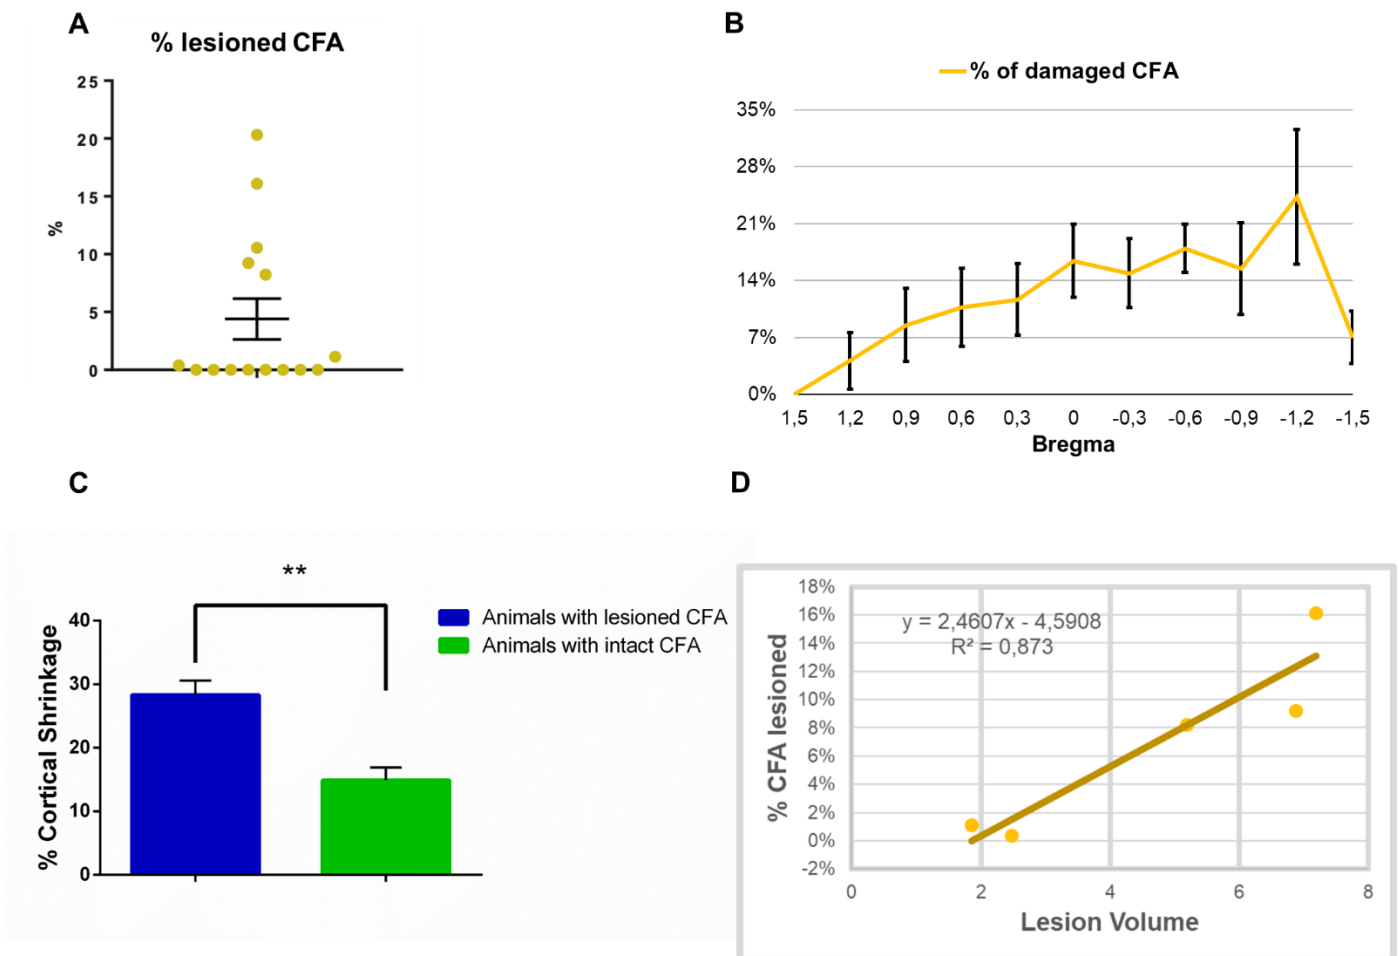 A
% lesioned CFA
25
20
15
10
5
0
%
B
% of damaged CFA
35%
28%
21%
14%
7%
0%
1,5 1,2 0,9 0,6 0,3 0 -0,3 -0,6 -0,9 -1,2 -1,5
Bregma
C
**
40
30
20
10
0
% Cortical Shrinkage
Animals with lesioned CFA
Animals with intact CFA
D
18%
16%
14%
12%
10%
8%
6%
4%
2%
0%
-2%
% CFA lesioned
y = 2,4607x - 4,5908
R² = 0,873
0 2 4 6 8
Lesion Volume